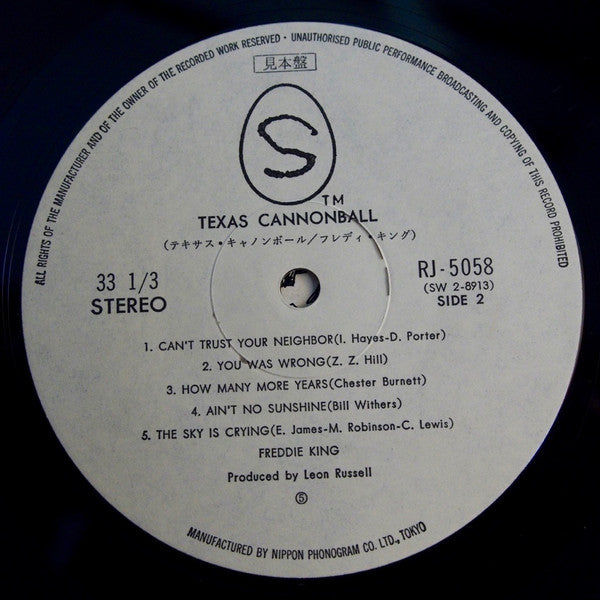 ALL RIGHTS OF THE MANUFACTURER AND OF THE OWNER OF THE RECORDED WORK RESERVED · UNAUTHORISED PUBLIC PERFORMANCE BROADCASTING AND COPYING OF THIS RECORD PROHIBITED
見本盤
S
TM
TEXAS CANNONBALL
(テキサス・キャノンボール/フレディ・キング)
33 1/3
STEREO
RJ-5058
(SW 2-8913)
SIDE 2
1. CAN'T TRUST YOUR NEIGHBOR(I. Hayes-D. Porter)
2. YOU WAS WRONG(Z. Z. Hill)
3. HOW MANY MORE YEARS(Chester Burnett)
4. AIN'T NO SUNSHINE(Bill Withers)
5. THE SKY IS CRYING(E. James-M. Robinson-C. Lewis)
FREDDIE KING
Produced by Leon Russell
⑤
MANUFACTURED BY NIPPON PHONOGRAM CO. LTD., TOKYO